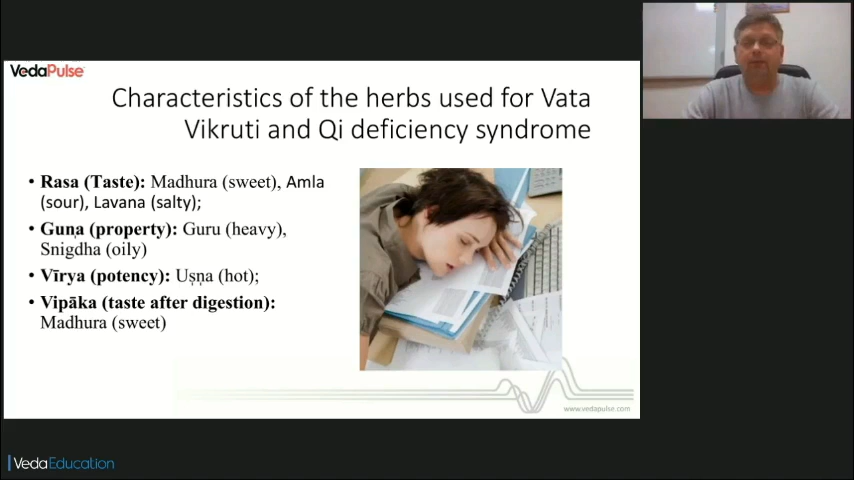 VedaPulse
Characteristics of the herbs used for Vata
Vikruti and Qi deficiency syndrome
• Rasa (Taste): Madhura (sweet), Amla
(sour), Lavana (salty);
• Guṇa (property): Guru (heavy),
Snigdha (oily)
• Vīrya (potency): Uṣṇa (hot);
• Vipāka (taste after digestion):
Madhura (sweet)
www.vedapulse.com
VedaEducation